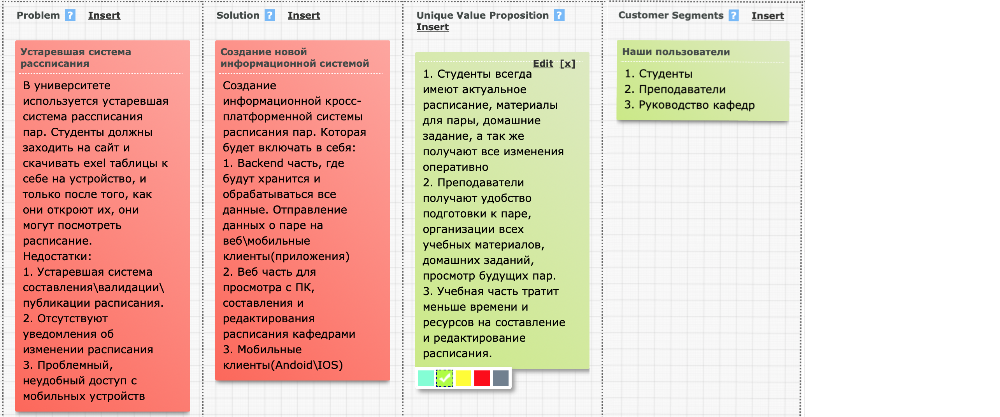 Problem ? Insert
Устаревшая система
рассписания
В университете
используется устаревшая
система рассписания
пар. Студенты должны
заходить на сайт и
скачивать exel таблицы к
себе на устройство, и
только после того, как
они откроют их, они
могут посмотреть
расписание.
Недостатки:
1. Устаревшая система
составления\валидации\
публикации расписания.
2. Отсутствуют
уведомления об
изменении расписания
3. Проблемный,
неудобный доступ с
мобильных устройств
Solution ? Insert
Создание новой
информационной системой
Создание
информационной кросс-
платформенной системы
расписания пар. Которая
будет включать в себя:
1. Backend часть, где
будут хранится и
обрабатываться все
данные. Отправление
данных о паре на
веб\мобильные
клиенты(приложения)
2. Веб часть для
просмотра с ПК,
составления и
редактирования
расписания кафедрами
3. Мобильные
клиенты(Andoid\IOS)
Unique Value Proposition ?
Insert
Edit [x]
1. Студенты всегда
имеют актуальное
расписание, материалы
для пары, домашние
задание, а так же
получают все изменения
оперативно
2. Преподаватели
получают удобство
подготовки к паре,
организации всех
учебных материалов,
домашних заданий,
просмотр будущих пар.
3. Учебная часть тратит
меньше времени и
ресурсов на составление
и редактирование
расписания.
Customer Segments ? Insert
Наши пользователи
1. Студенты
2. Преподаватели
3. Руководство кафедр